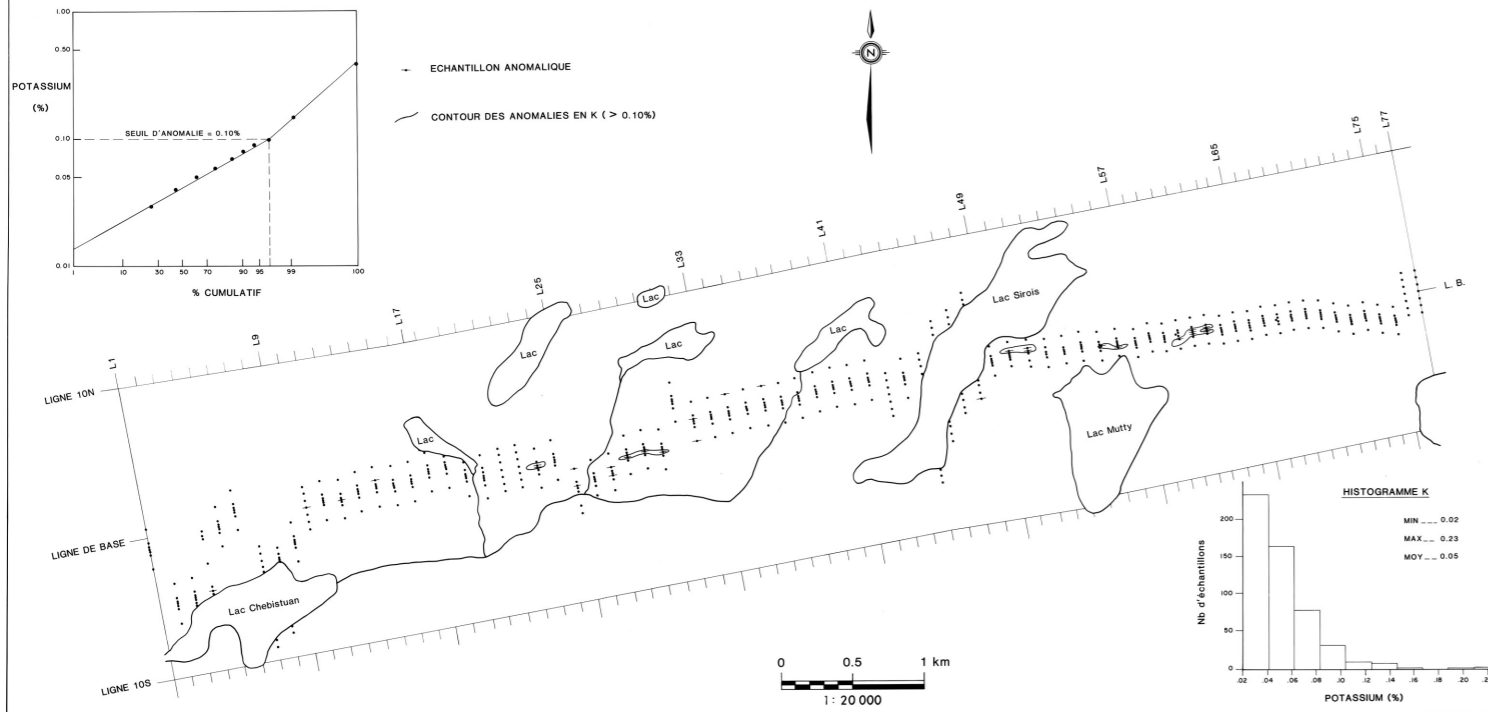 1.00
0.50
POTASSIUM
(%)
SEUIL D'ANOMALIE = 0.10%
0.10
0.05
0.01
1 10 30 50 70 90 95 99 100
% CUMULATIF
ECHANTILLON ANOMALIQUE
CONTOUR DES ANOMALIES EN K ( > 0.10%)
N
L1
L9
L17
L25
L33
L41
L49
L57
L65
L75
L77
LIGNE 10N
LIGNE DE BASE
LIGNE 10S
L. B.
Lac
Lac
Lac
Lac
Lac
Lac Sirois
Lac Mutty
Lac Chebistuan
0 0.5 1 km
1: 20 000
HISTOGRAMME K
MIN ___ 0.02
MAX__ 0.23
MOY__ 0.05
Nb d'échantillons
200
150
100
50
0
.02 .04 .06 .08 .10 .12 .14 .16 .18 .20
POTASSIUM (%)